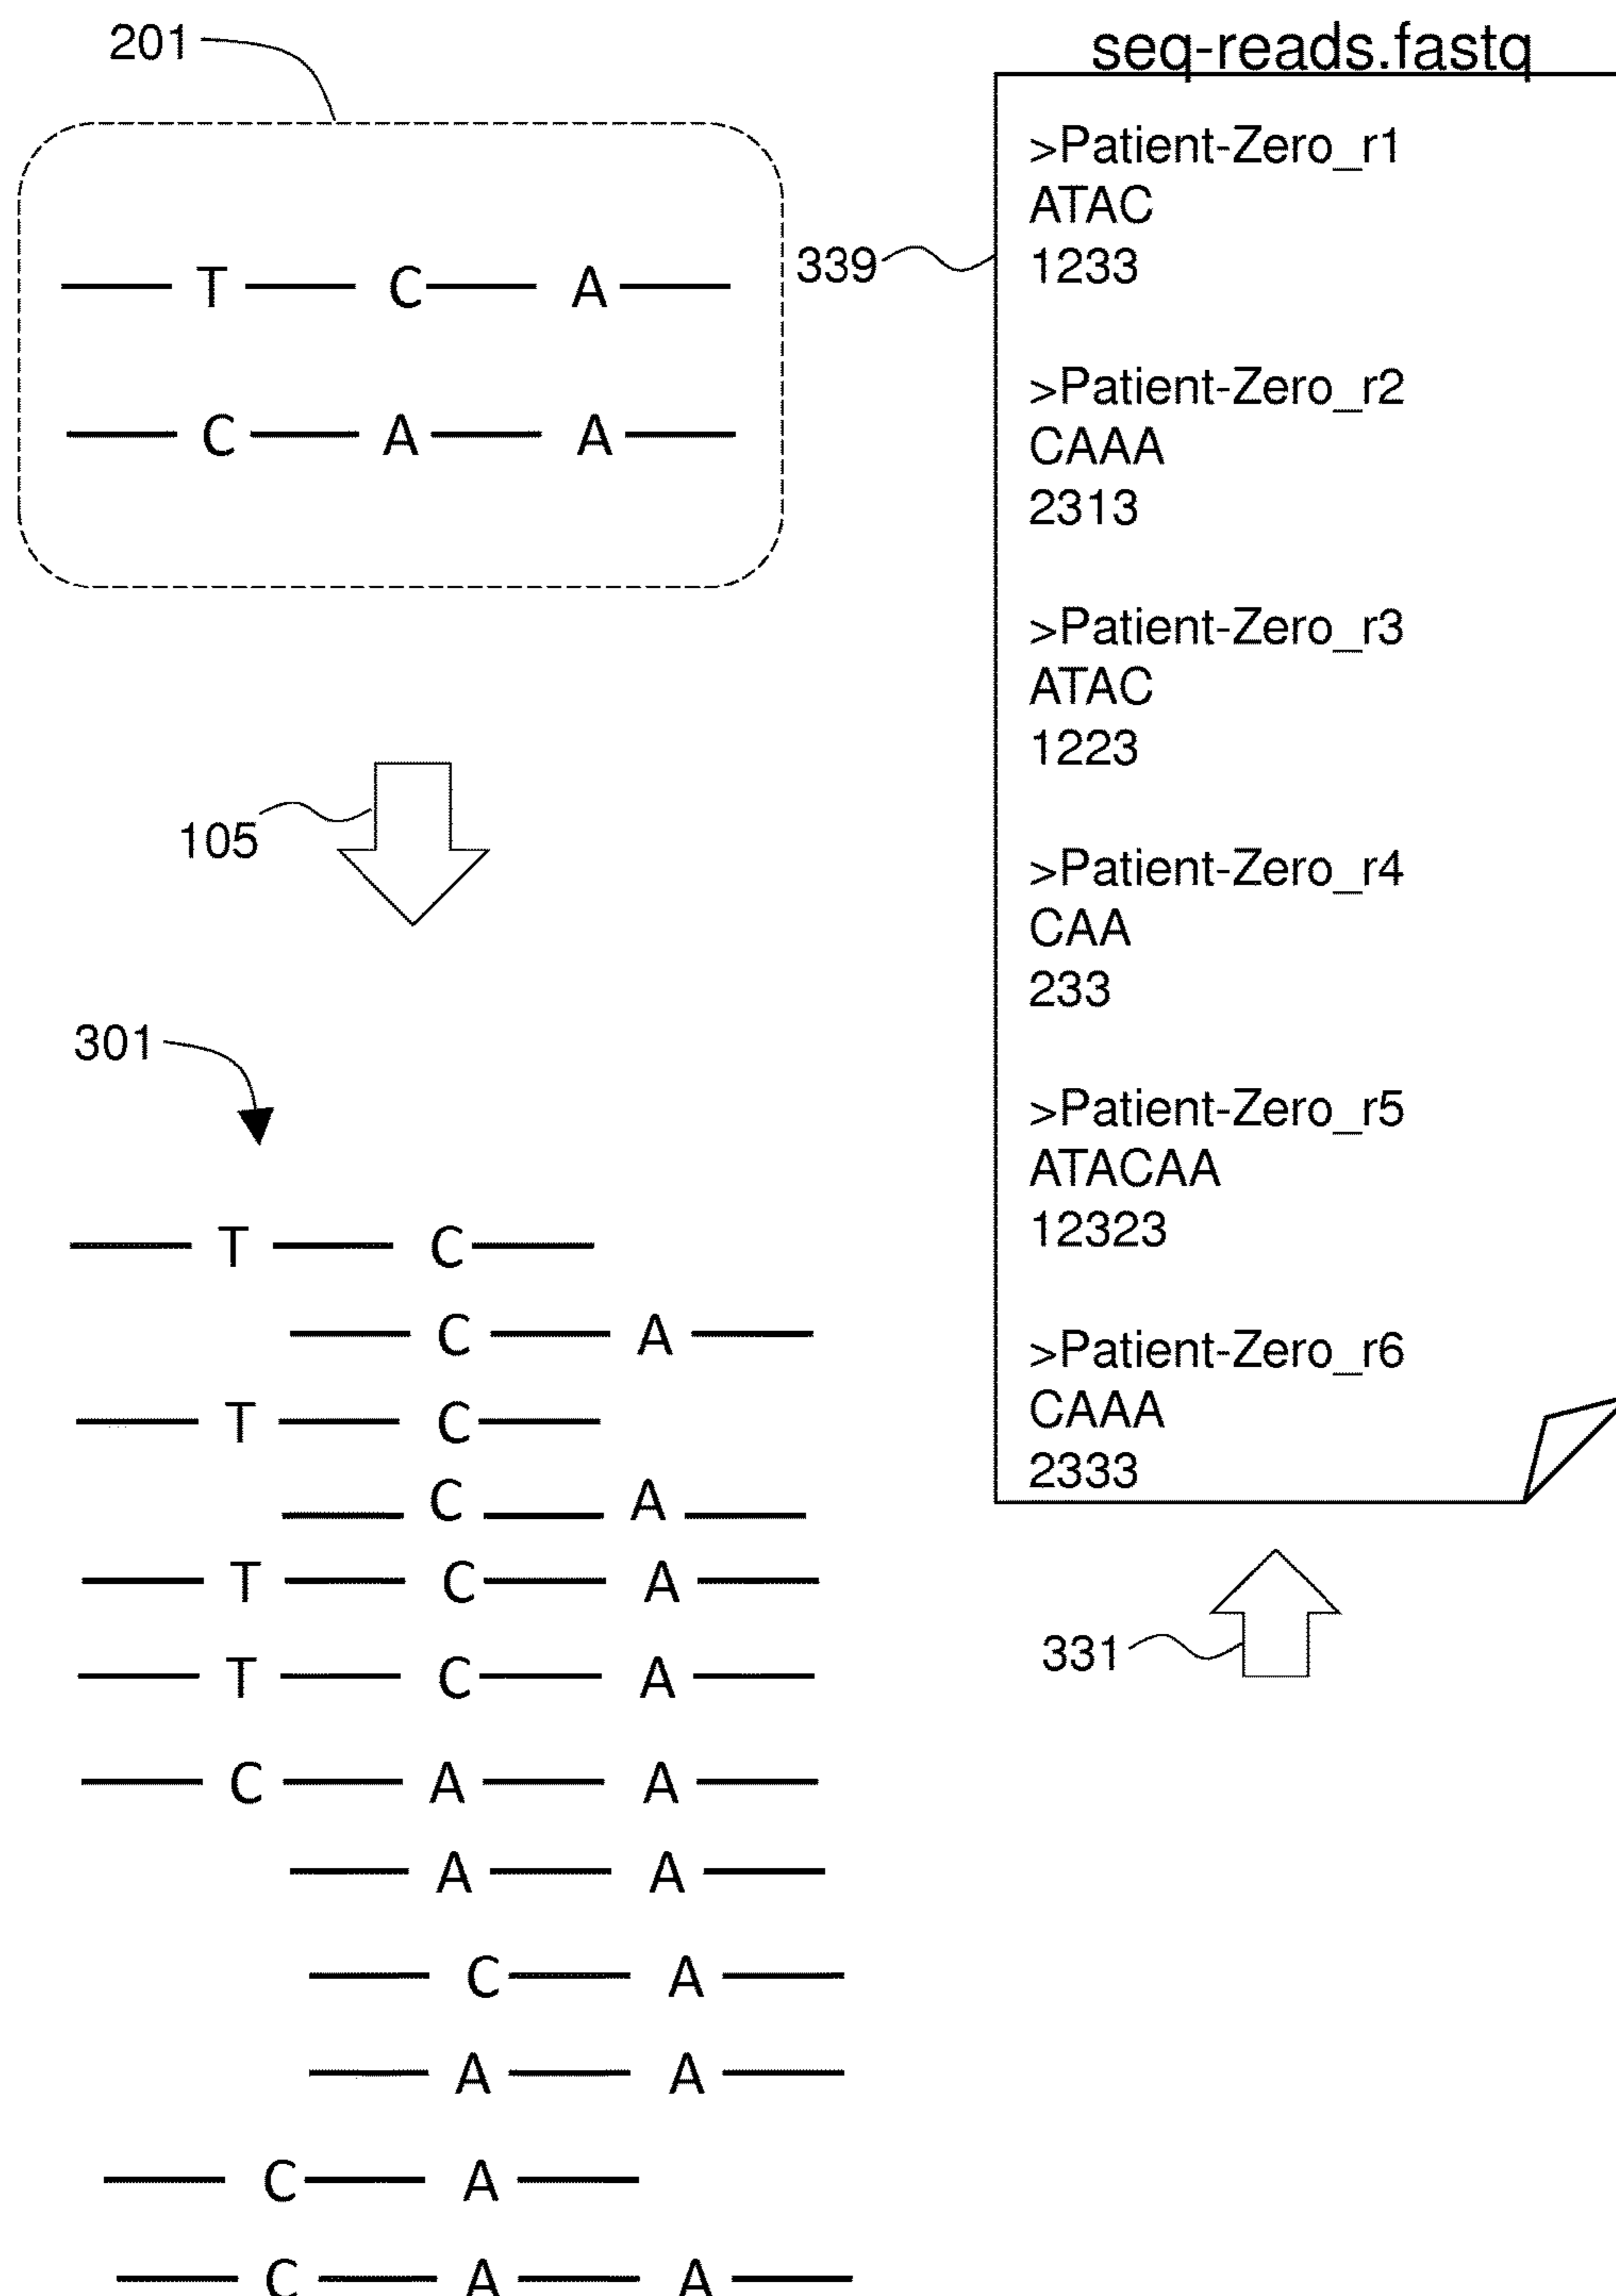 201
— T — C — A —
— C — A — A —
105
301
— T — C —
— C — A —
— T — C —
— C — A —
— T — C — A —
— T — C — A —
— C — A — A —
— A — A —
— C — A —
— A — A —
— C — A —
— C — A — A —
seq-reads.fastq
339
>Patient-Zero_r1
ATAC
1233
>Patient-Zero_r2
CAAA
2313
>Patient-Zero_r3
ATAC
1223
>Patient-Zero_r4
CAA
233
>Patient-Zero_r5
ATACAA
12323
>Patient-Zero_r6
CAAA
2333
331